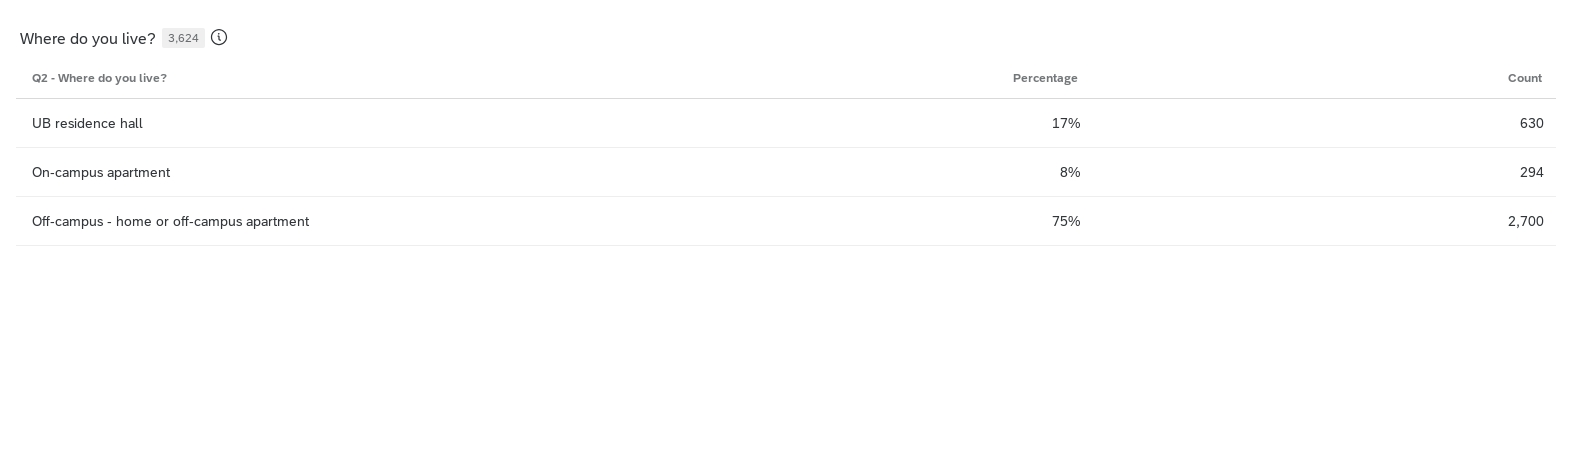 Where do you live? 3,624
Q2 - Where do you live? Percentage Count
UB residence hall 17% 630
On-campus apartment 8% 294
Off-campus - home or off-campus apartment 75% 2,700